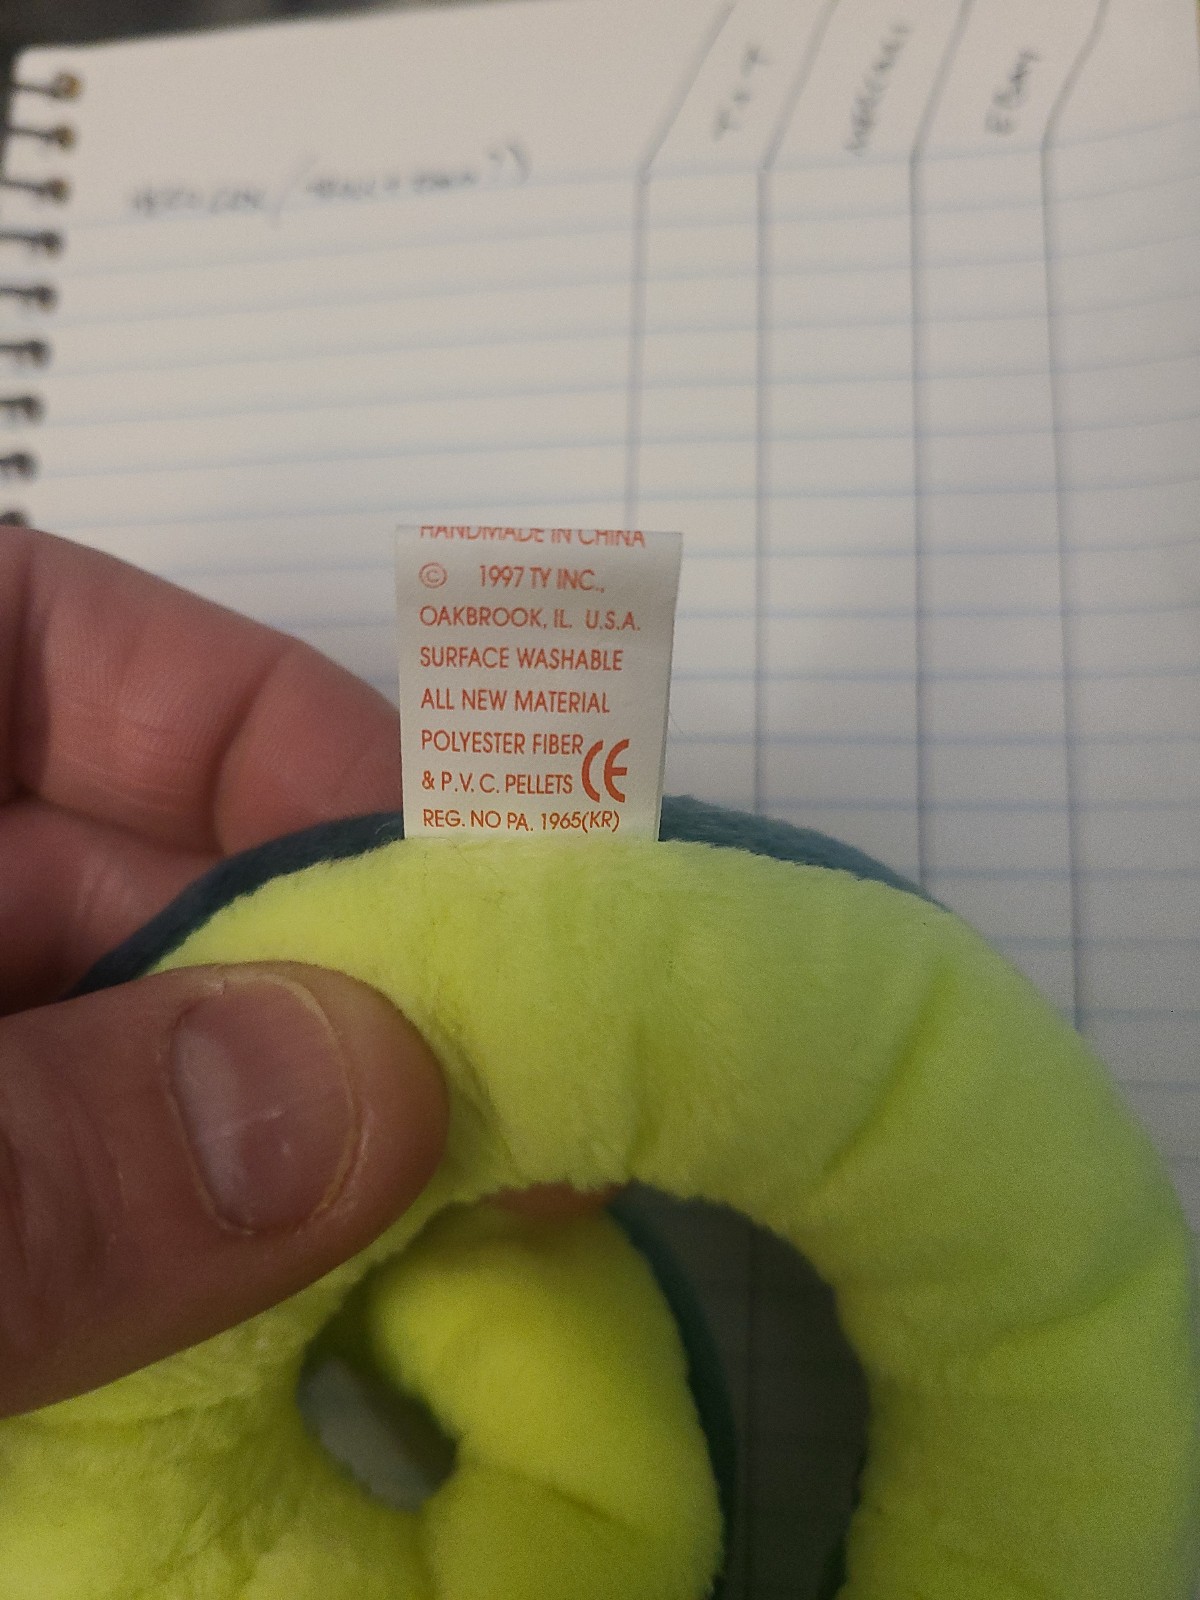 EBAY
HANDMADE IN CHINA
© 1997 TY INC.,
OAKBROOK, IL. U.S.A.
SURFACE WASHABLE
ALL NEW MATERIAL
POLYESTER FIBER
& P.V.C. PELLETS CE
REG. NO PA. 1965(KR)